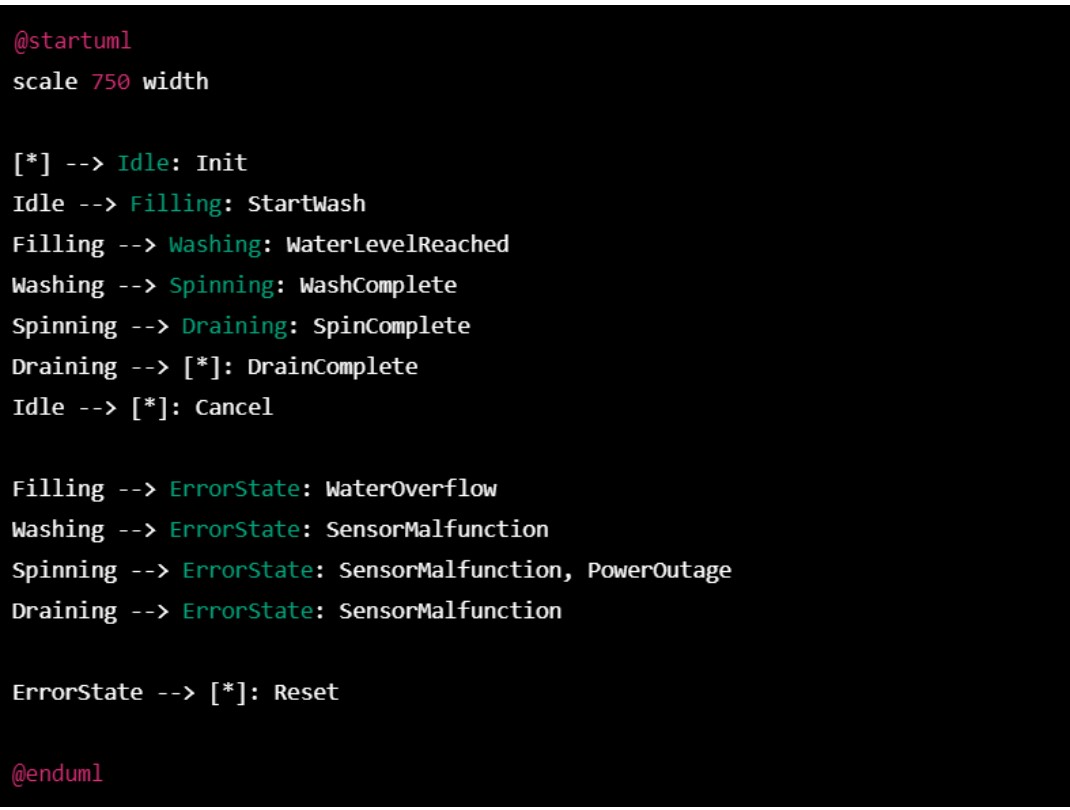 @startuml
scale 750 width
[*] --> Idle: Init
Idle --> Filling: StartWash
Filling --> Washing: WaterLevelReached
Washing --> Spinning: WashComplete
Spinning --> Draining: SpinComplete
Draining --> [*]: DrainComplete
Idle --> [*]: Cancel
Filling --> ErrorState: WaterOverflow
Washing --> ErrorState: SensorMalfunction
Spinning --> ErrorState: SensorMalfunction, PowerOutage
Draining --> ErrorState: SensorMalfunction
ErrorState --> [*]: Reset
@enduml